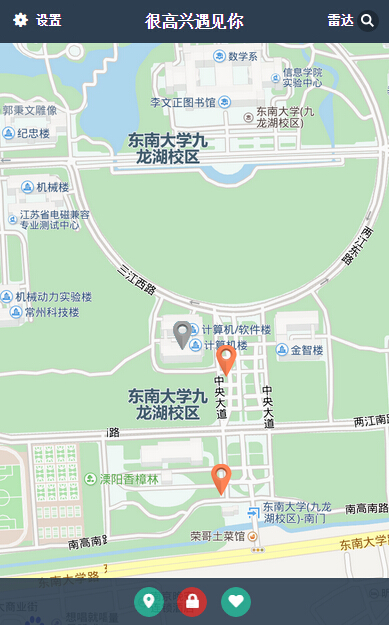 设置
很高兴遇见你
雷达
数学系
信息学院
实验中心
李文正图书馆
郭秉文雕像
东南大学(九
龙湖校区)
纪忠楼
东南大学九
龙湖校区
机械楼
江苏省电磁兼容
专业测试中心
两江东路
三江西路
机械动力实验楼
常州科技楼
计算机/软件楼
计算机楼
金智楼
中央大道
中央大道
东南大学九
龙湖校区
两江南路
路
溧阳香樟林
东南大学(九龙
湖校区)-南门
南高南路
荣哥土菜馆
南高南路
东南大学路
东南大学路